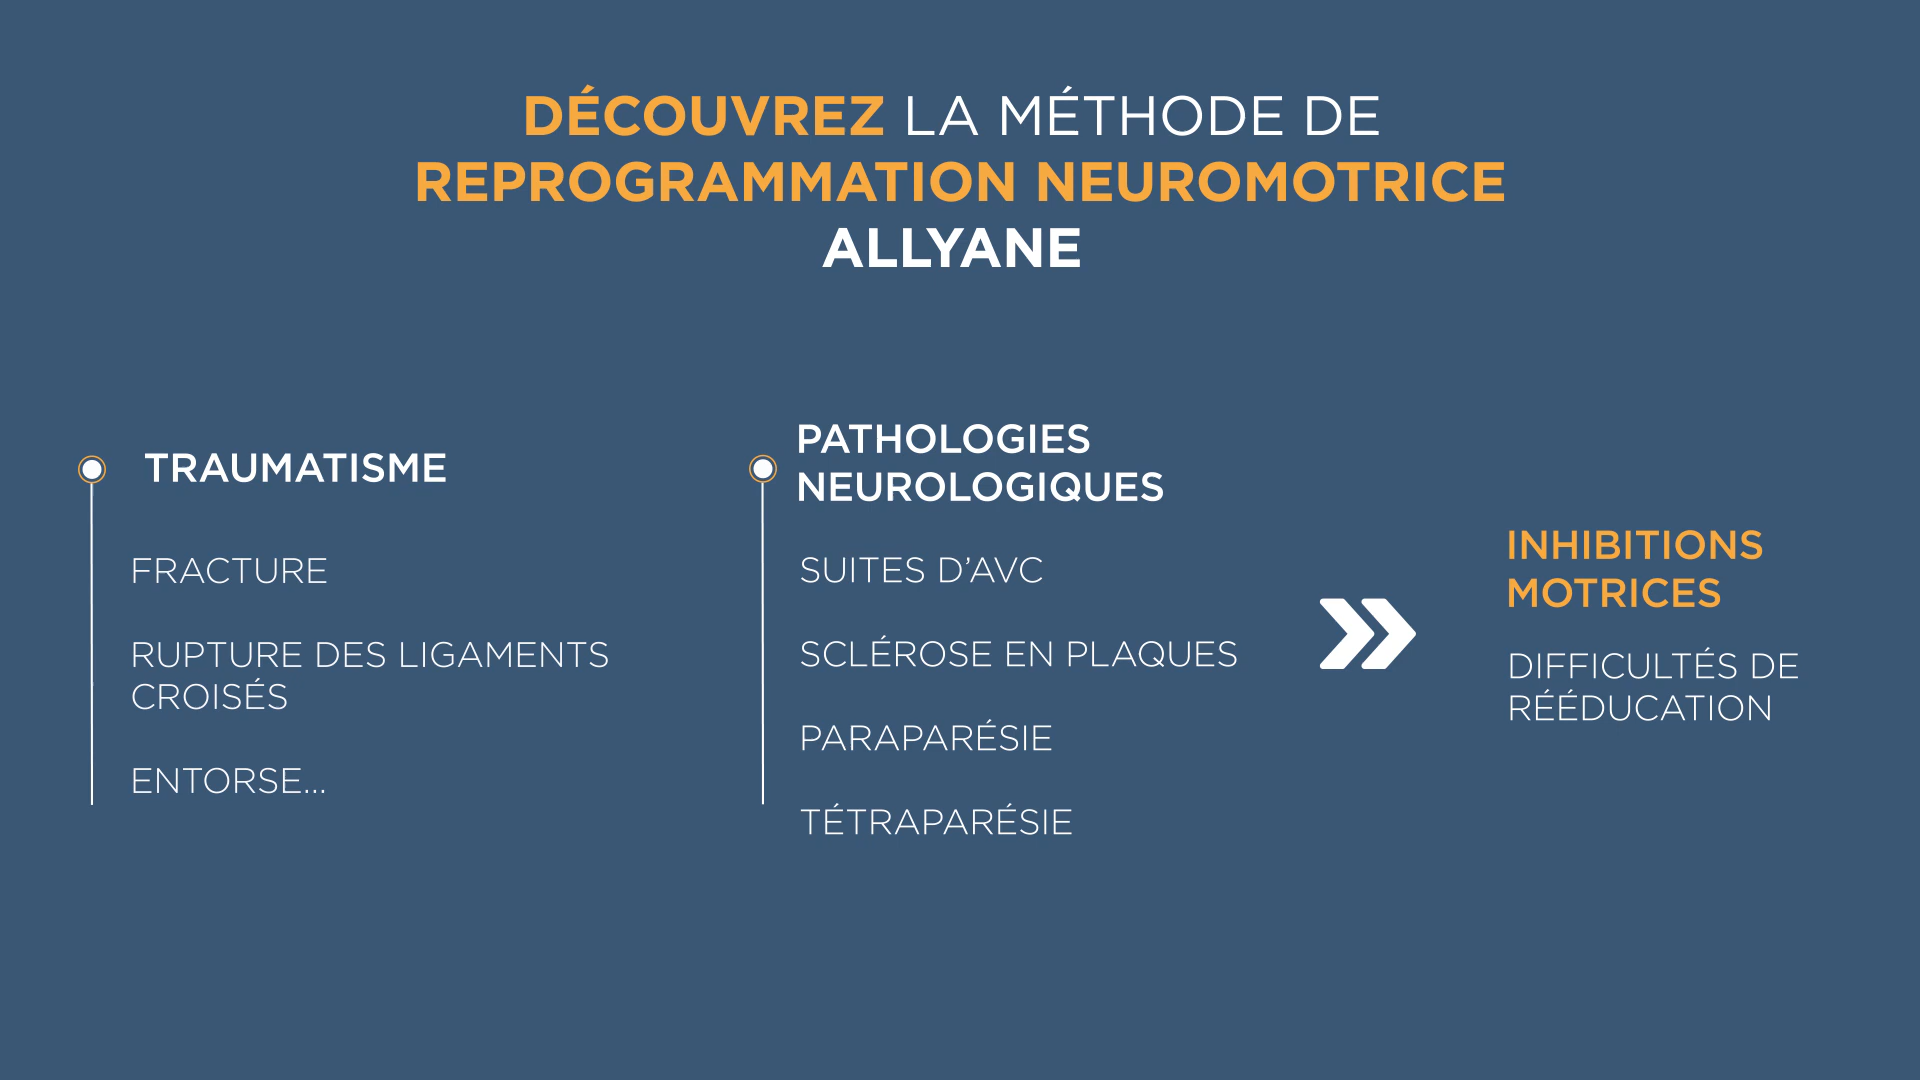 DÉCOUVREZ LA MÉTHODE DE
REPROGRAMMATION NEUROMOTRICE
ALLYANE
TRAUMATISME
FRACTURE
RUPTURE DES LIGAMENTS
CROISÉS
ENTORSE...
PATHOLOGIES
NEUROLOGIQUES
SUITES D’AVC
SCLÉROSE EN PLAQUES
PARAPARÉSIE
TÉTRAPARÉSIE
INHIBITIONS
MOTRICES
DIFFICULTÉS DE
RÉÉDUCATION